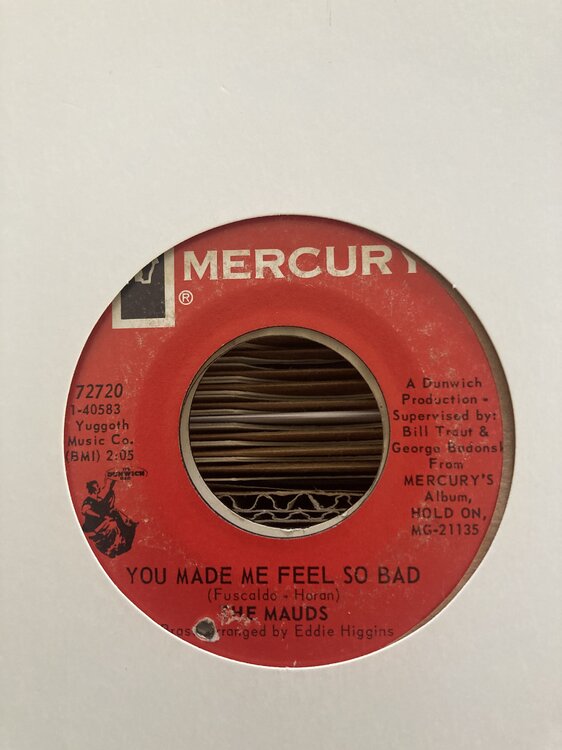 MERCURY
®
72720
1-40583
Yuggoth
Music Co.
(BMI) 2:05
DUNWICH
A Dunwich
Production -
Supervised by:
Bill Traut &
George Badonsk
From
MERCURY'S
Album,
HOLD ON,
MG-21135
YOU MADE ME FEEL SO BAD
(Fuscaldo - Horan)
THE MAUDS
Brass Arranged by Eddie Higgins